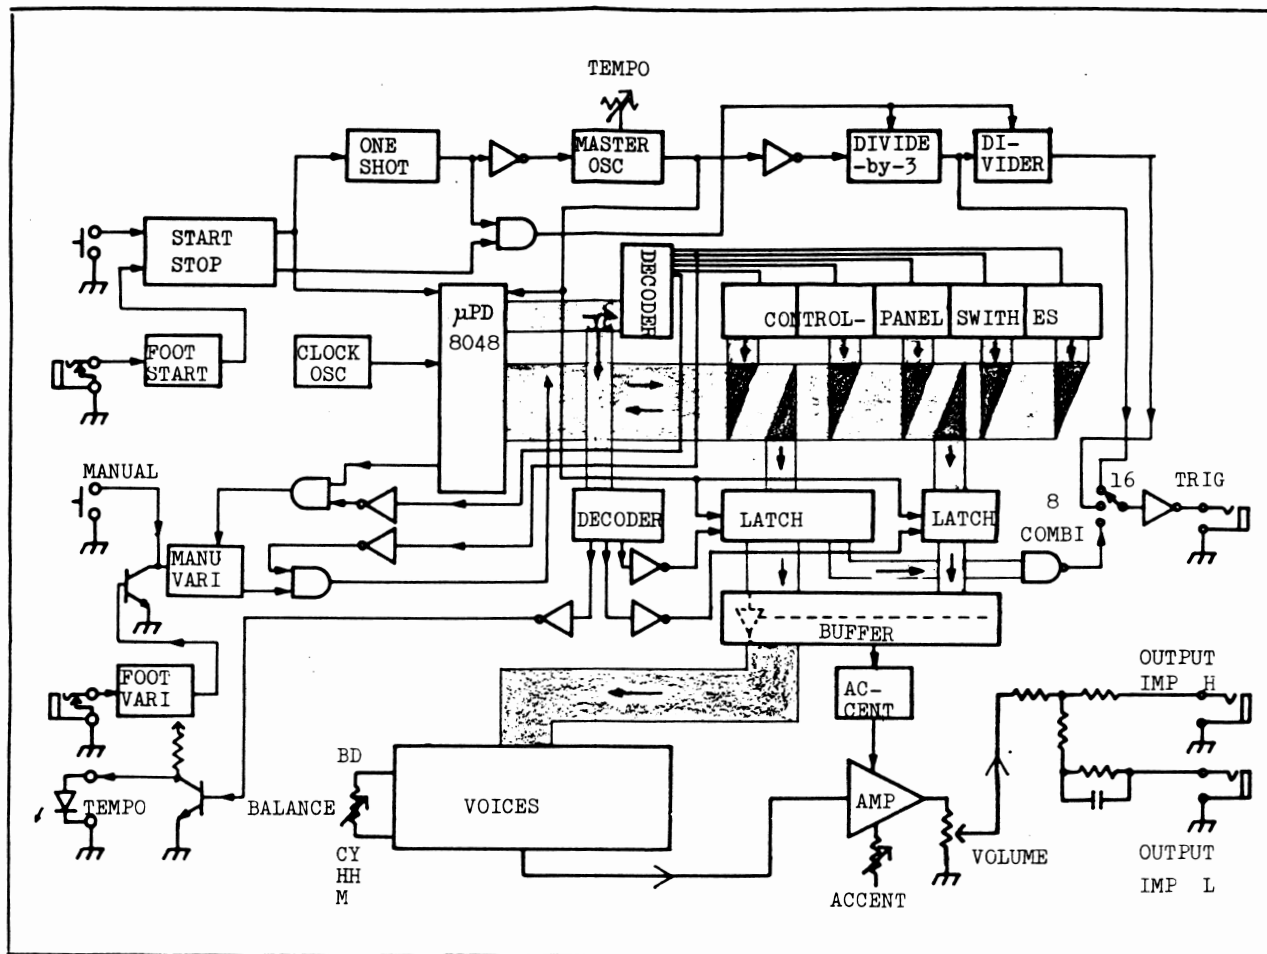 TEMPO
ONE
SHOT
MASTER
OSC
DIVIDE
-by-3
DI-
VIDER
START
STOP
DECODER
μPD
8048
CONTROL- PANEL SWITH ES
FOOT
START
CLOCK
OSC
MANUAL
16
TRIG
8
COMBI
DECODER
LATCH
LATCH
MANU
VARI
BUFFER
FOOT
VARI
AC-
CENT
OUTPUT
IMP H
BD
BALANCE
VOICES
AMP
TEMPO
CY
HH
M
VOLUME
ACCENT
OUTPUT
IMP L